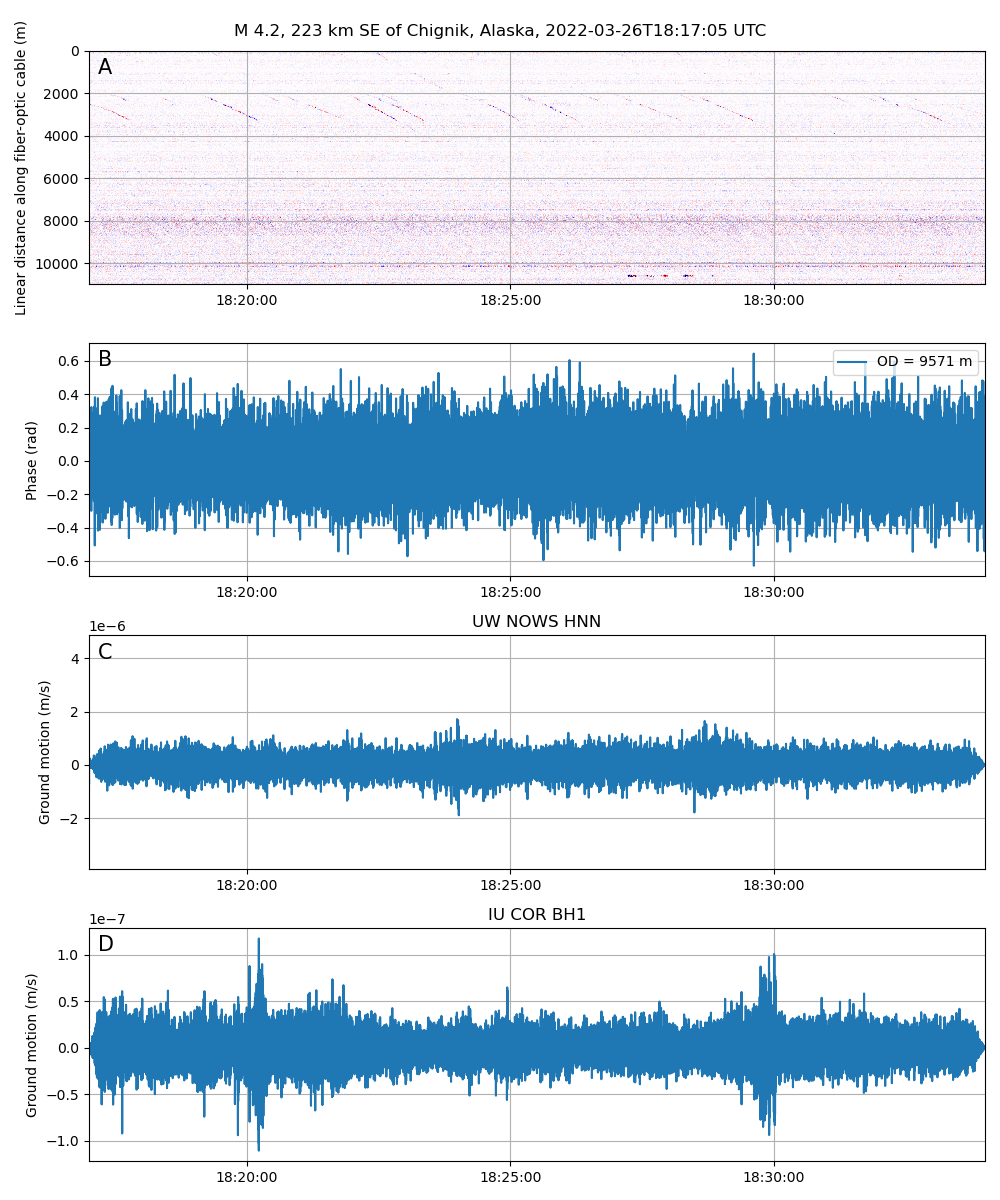 M 4.2, 223 km SE of Chignik, Alaska, 2022-03-26T18:17:05 UTC
Linear distance along fiber-optic cable (m)
A
0
2000
4000
6000
8000
10000
18:20:00 18:25:00 18:30:00
B
OD = 9571 m
Phase (rad)
0.6
0.4
0.2
0.0
−0.2
−0.4
−0.6
18:20:00 18:25:00 18:30:00
UW NOWS HNN
1e−6
C
Ground motion (m/s)
4
2
0
−2
18:20:00 18:25:00 18:30:00
IU COR BH1
1e−7
D
Ground motion (m/s)
1.0
0.5
0.0
−0.5
−1.0
18:20:00 18:25:00 18:30:00